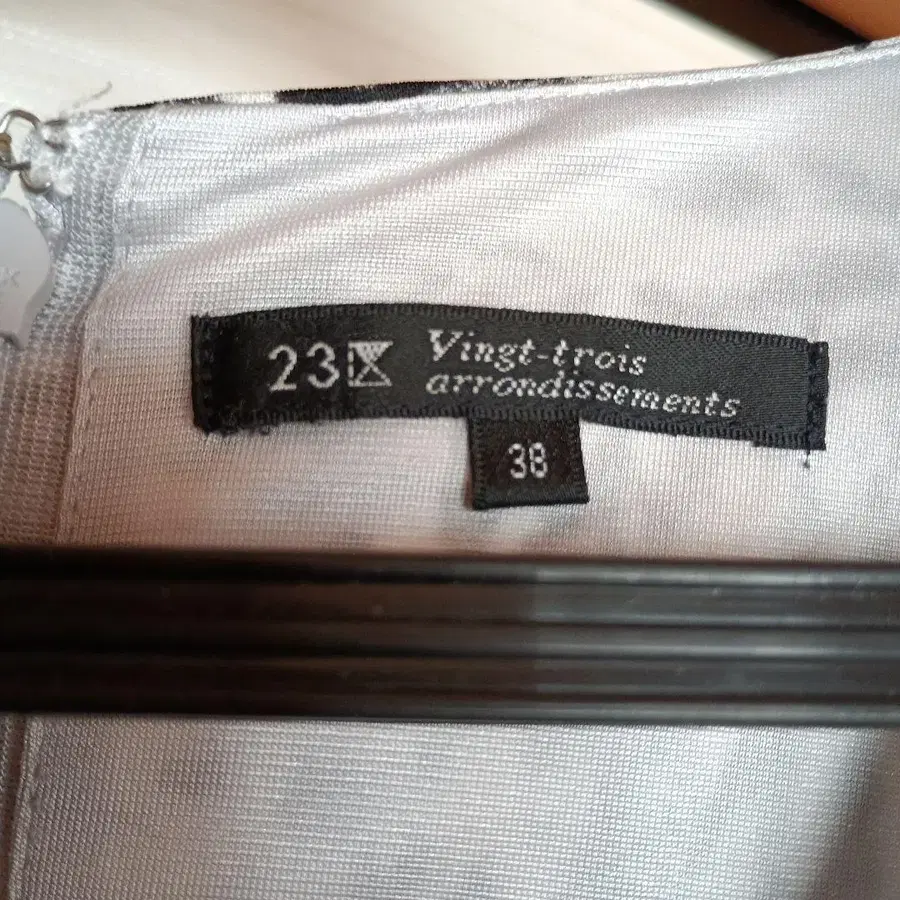 23区 Vingt-trois
arrondissements
38